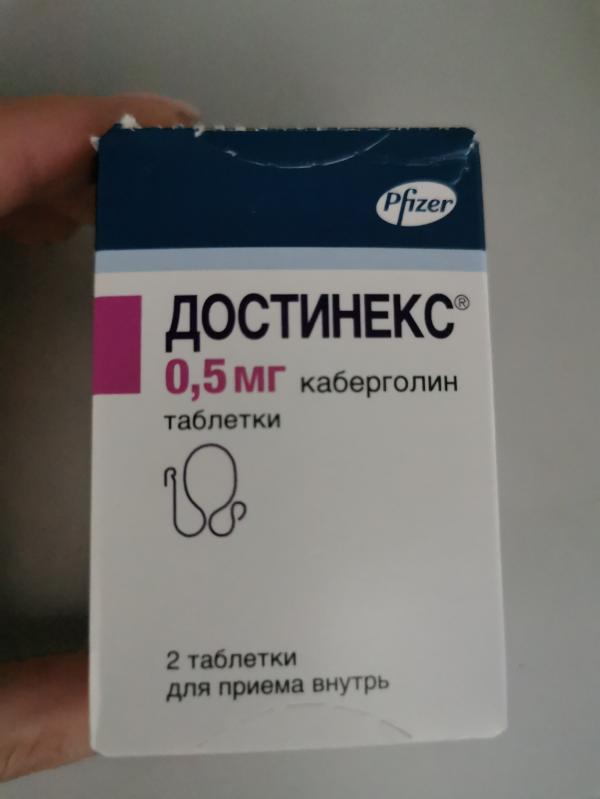 Pfizer
ДОСТИНЕКС®
0,5 мг каберголин
таблетки
2 таблетки
для приема внутрь